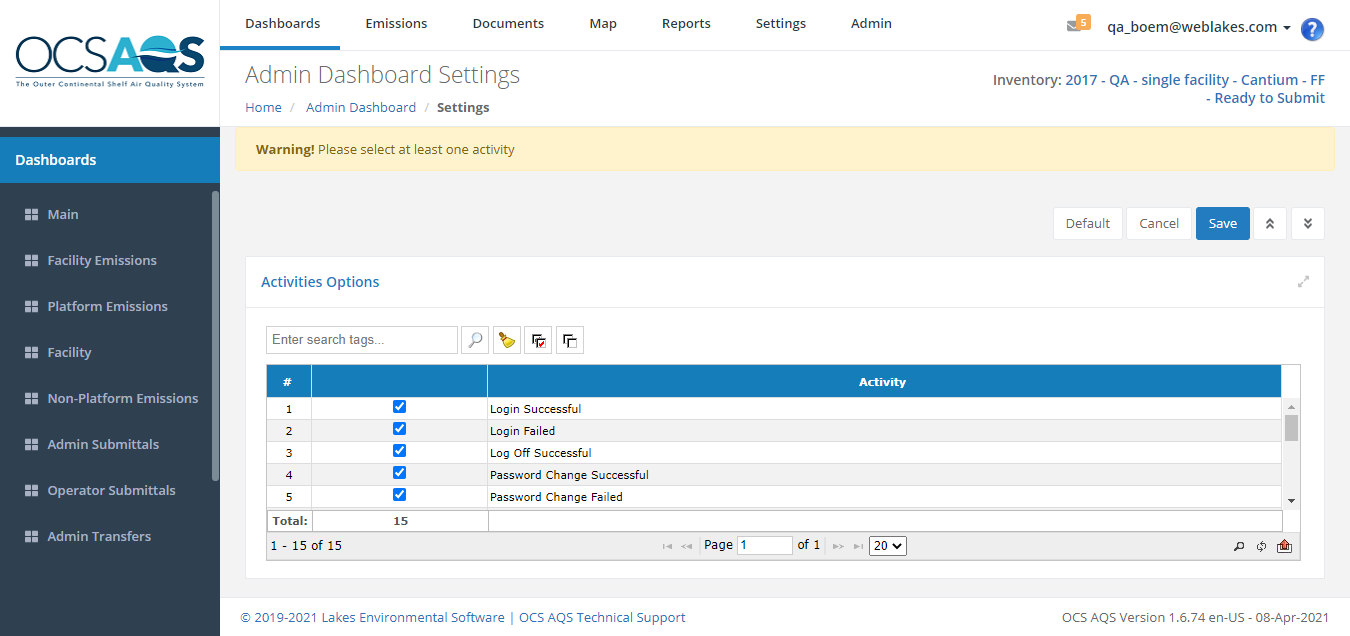 OCSAQS
The Outer Continental Shelf Air Quality System
Dashboards Emissions Documents Map Reports Settings Admin
5
qa_boem@weblakes.com
?
Admin Dashboard Settings
Home / Admin Dashboard / Settings
Inventory: 2017 - QA - single facility - Cantium - FF
- Ready to Submit
Warning! Please select at least one activity
Dashboards
Main
Facility Emissions
Platform Emissions
Facility
Non-Platform Emissions
Admin Submittals
Operator Submittals
Admin Transfers
Default Cancel Save
Activities Options
Enter search tags...
# Activity
1 Login Successful
2 Login Failed
3 Log Off Successful
4 Password Change Successful
5 Password Change Failed
Total: 15
1 - 15 of 15 Page 1 of 1 20
© 2019-2021 Lakes Environmental Software | OCS AQS Technical Support
OCS AQS Version 1.6.74 en-US - 08-Apr-2021